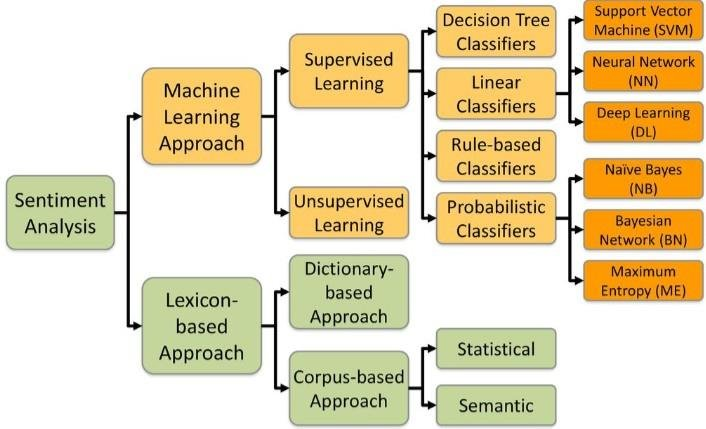 Sentiment
Analysis
Machine
Learning
Approach
Lexicon-
based
Approach
Supervised
Learning
Unsupervised
Learning
Dictionary-
based
Approach
Corpus-based
Approach
Decision Tree
Classifiers
Linear
Classifiers
Rule-based
Classifiers
Probabilistic
Classifiers
Statistical
Semantic
Support Vector
Machine (SVM)
Neural Network
(NN)
Deep Learning
(DL)
Naïve Bayes
(NB)
Bayesian
Network (BN)
Maximum
Entropy (ME)